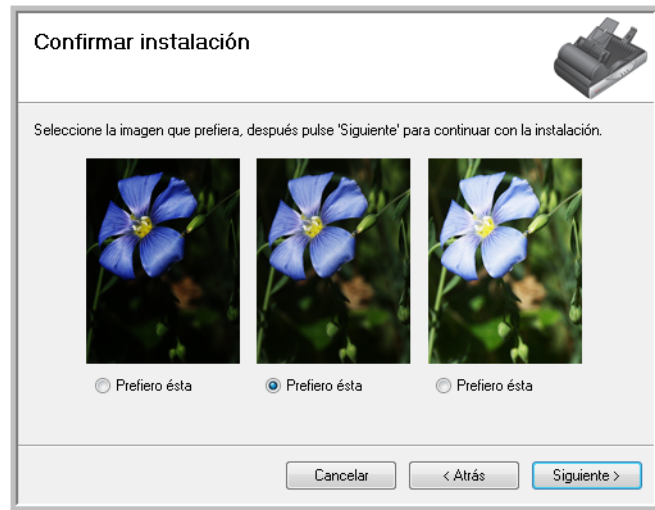 Confirmar instalación
Seleccione la imagen que prefiera, después pulse 'Siguiente' para continuar con la instalación.
Prefiero ésta Prefiero ésta Prefiero ésta
Cancelar < Atrás Siguiente >